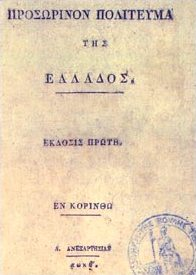 ΠΡΟΣΩΡΙΝΟΝ ΠΟΛΙΤΕΥΜΑ
ΤΗΣ
ΕΛΛΑΔΟΣ.
ΕΚΔΟΣΙΣ ΠΡΩΤΗ.
ΕΝ ΚΟΡΙΝΘΩ
Α. ΑΝΕΞΑΡΤΗΣΙΑΣ